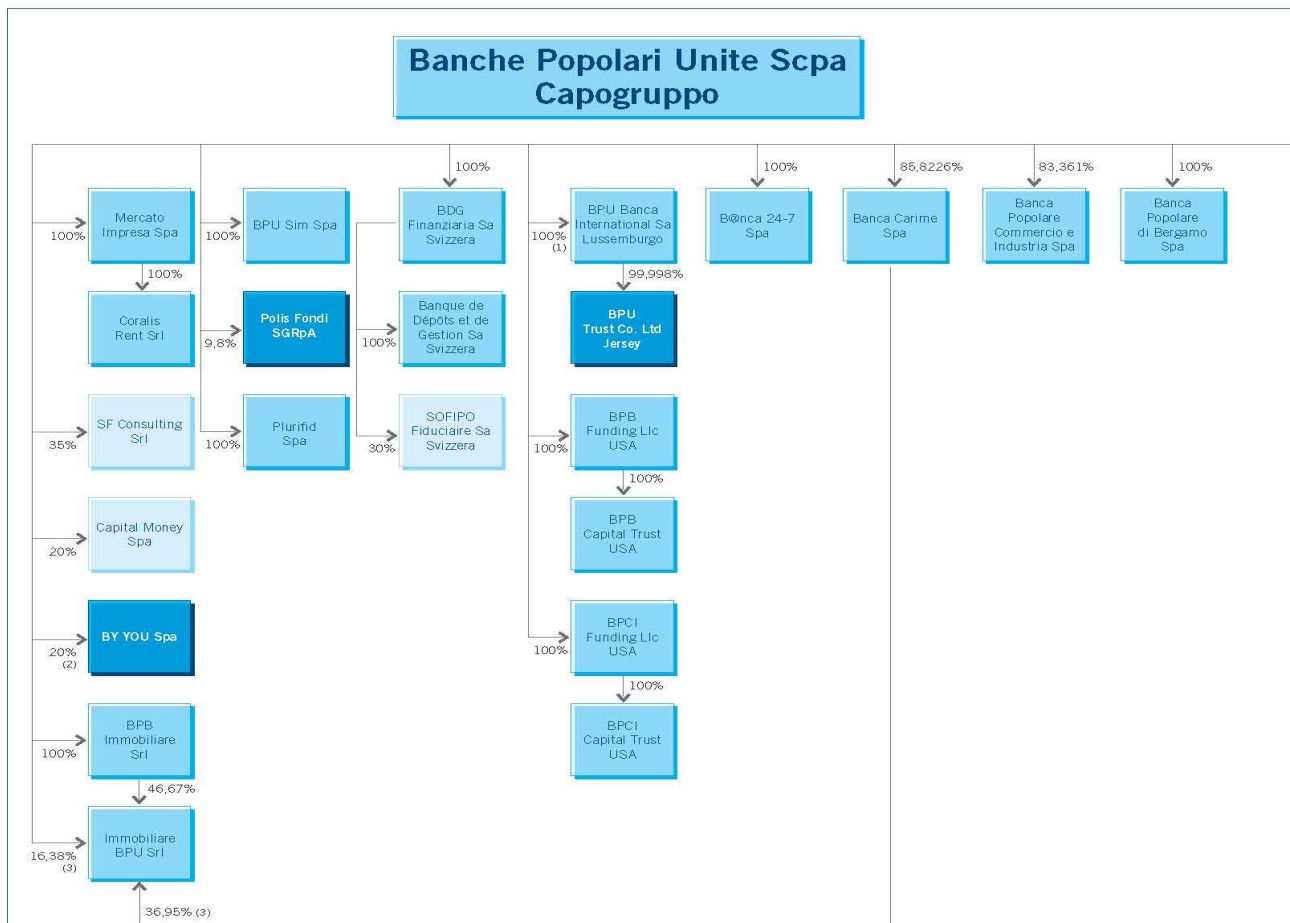 Banche Popolari Unite Scpa
Capogruppo
100%
100%
85,8226%
83,361%
100%
Mercato
Impresa Spa
100%
BPU Sim Spa
100%
BDG
Finanziaria Sa
Svizzera
BPU Banca
International Sa
Lussemburgo
100%
(1)
B@nca 24-7
Spa
Banca Carime
Spa
Banca
Popolare
Commercio e
Industria Spa
Banca
Popolare
di Bergamo
Spa
100%
99,998%
Coralis
Rent Srl
Polis Fondi
SGRpA
9,8%
Banque de
Dépôts et de
Gestion Sa
Svizzera
100%
BPU
Trust Co. Ltd
Jersey
SF Consulting
Srl
35%
Plurifid
Spa
100%
SOFIPO
Fiduciaire Sa
Svizzera
30%
BPB
Funding Llc
USA
100%
100%
Capital Money
Spa
20%
BPB
Capital Trust
USA
BY YOU Spa
20%
(2)
BPCI
Funding Llc
USA
100%
100%
BPB
Immobiliare
Srl
100%
BPCI
Capital Trust
USA
46,67%
Immobiliare
BPU Srl
16,38%
(3)
36,95% (3)